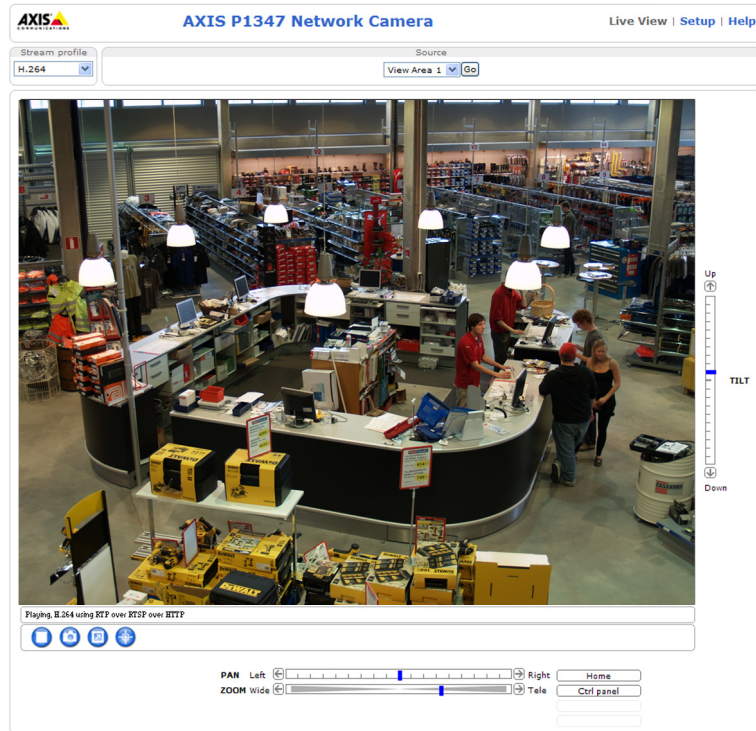 AXIS
COMMUNICATIONS
AXIS P1347 Network Camera
Live View | Setup | Help
Stream profile
Source
H.264
View Area 1
Go
Up
TILT
Down
DEWALT
DEWALT
DEWALT
Playing, H.264 using RTP over RTSP over HTTP
PAN Left Right Home
ZOOM Wide Tele Ctrl panel